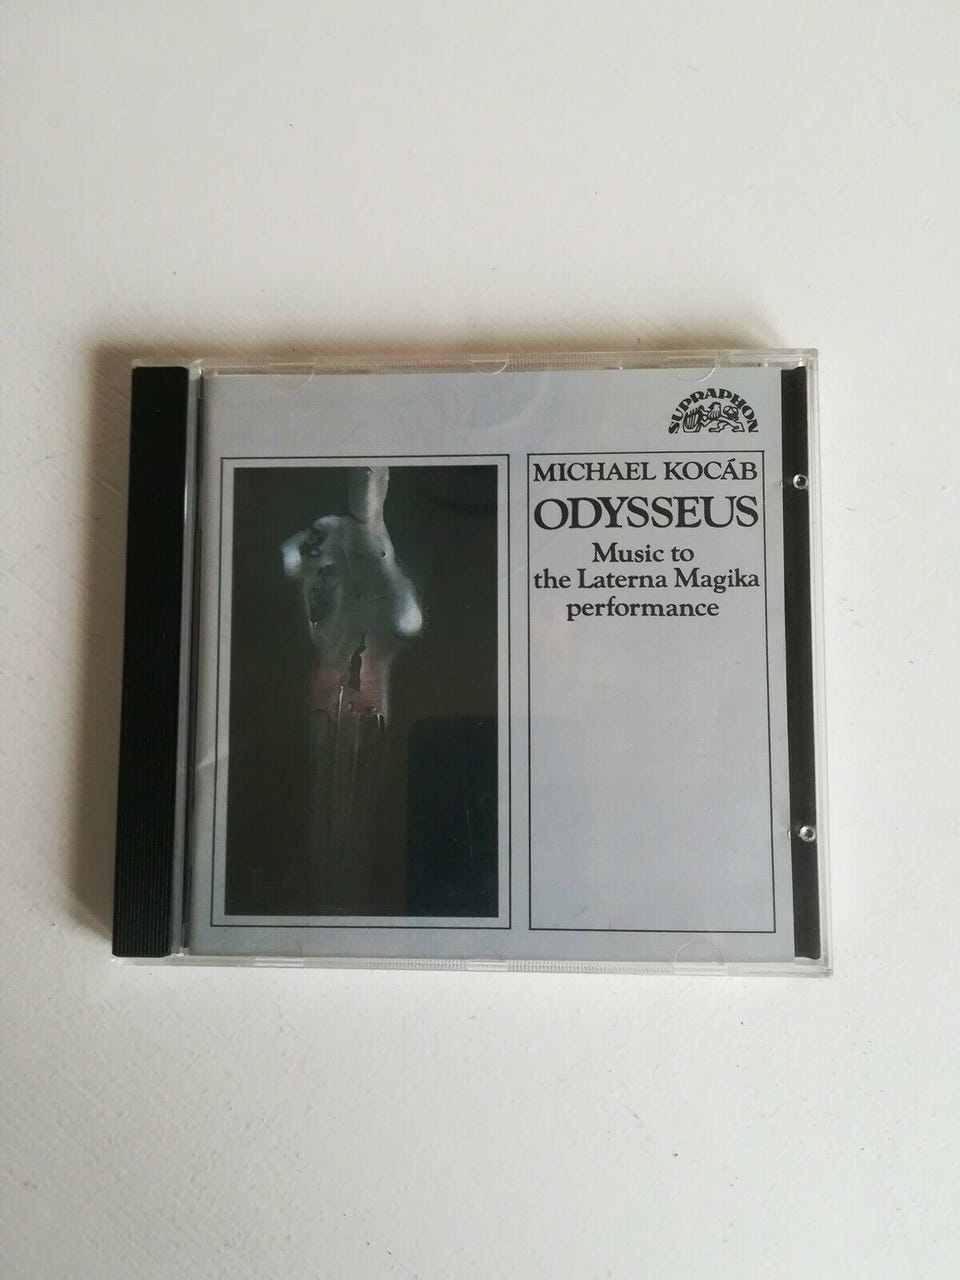 SUPRAPHON
MICHAEL KOCÁB
ODYSSEUS
Music to
the Laterna Magika
performance